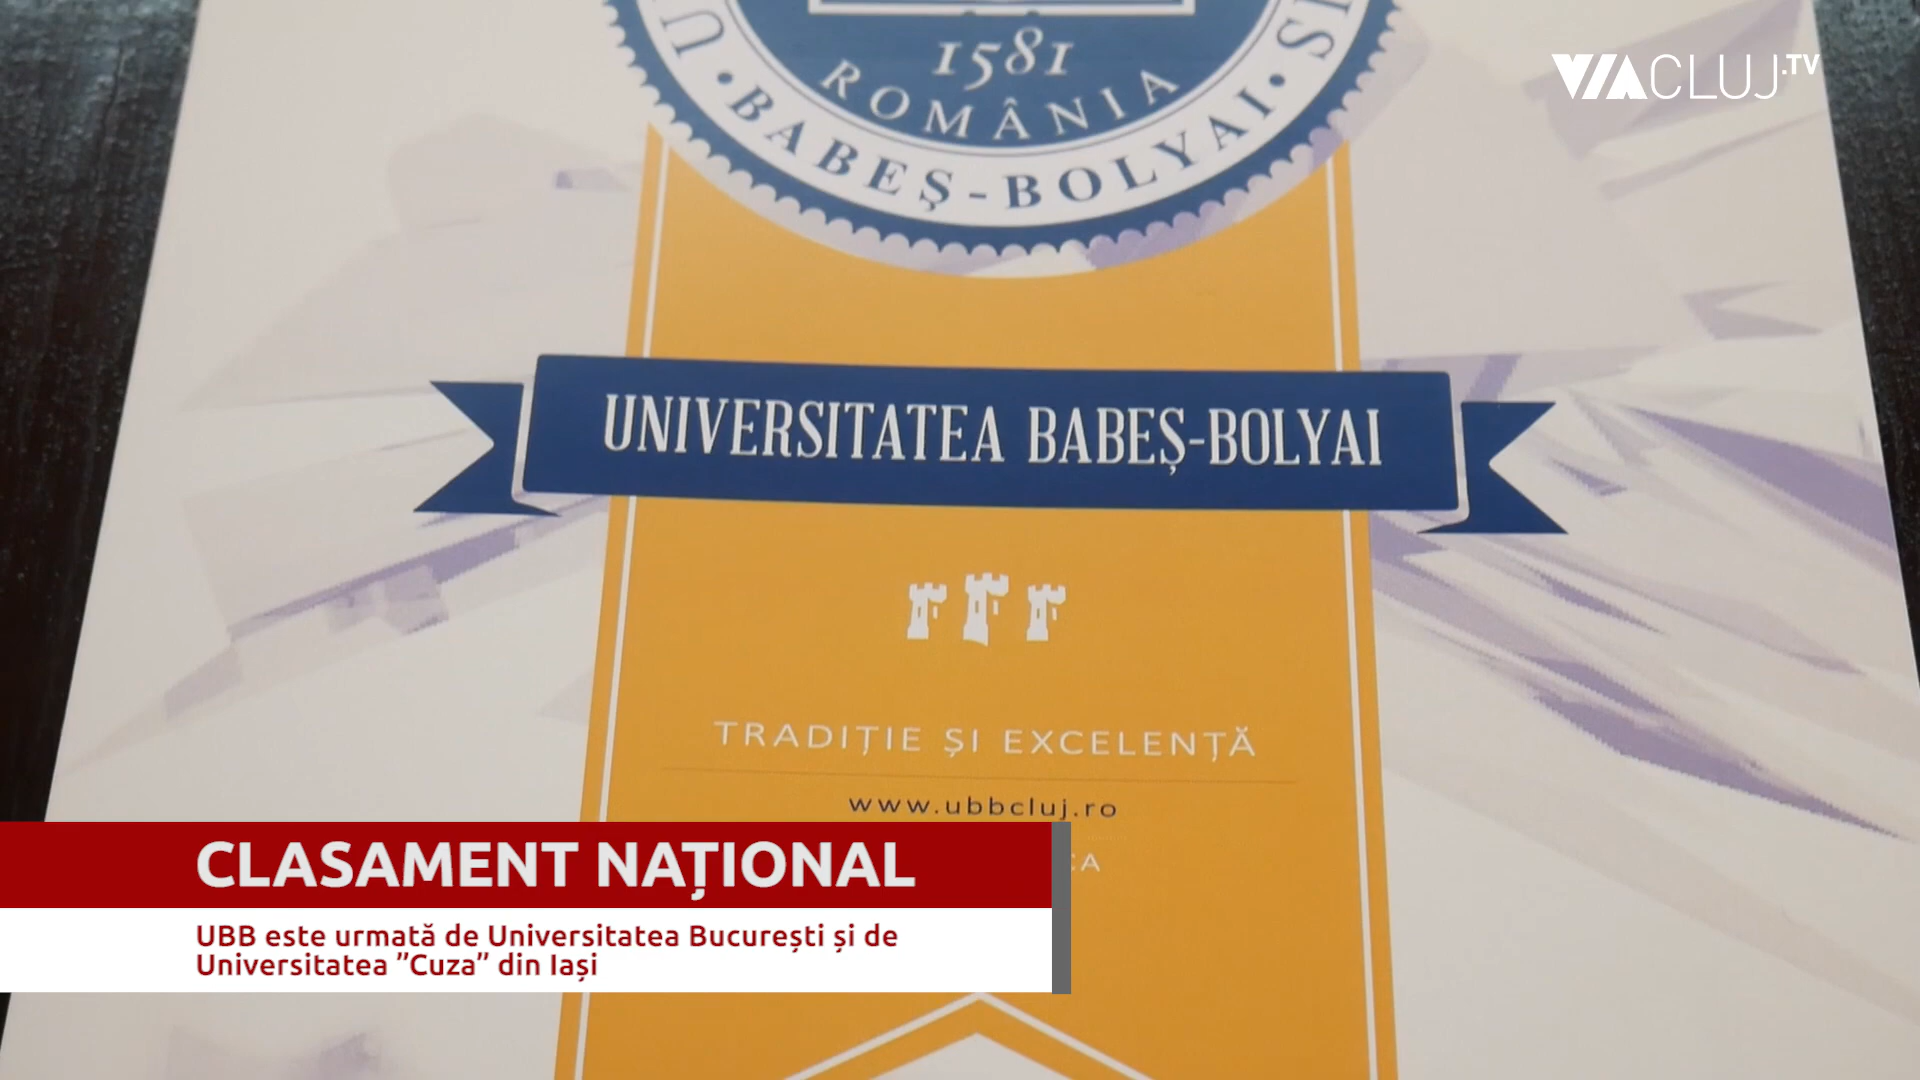 1581
ROMÂNIA
BABEŞ-BOLYAI
VIACLUJ.TV
UNIVERSITATEA BABEȘ-BOLYAI
TRADIȚIE ȘI EXCELENȚĂ
www.ubbcluj.ro
CLASAMENT NAȚIONAL
UBB este urmată de Universitatea București și de
Universitatea ”Cuza” din Iași